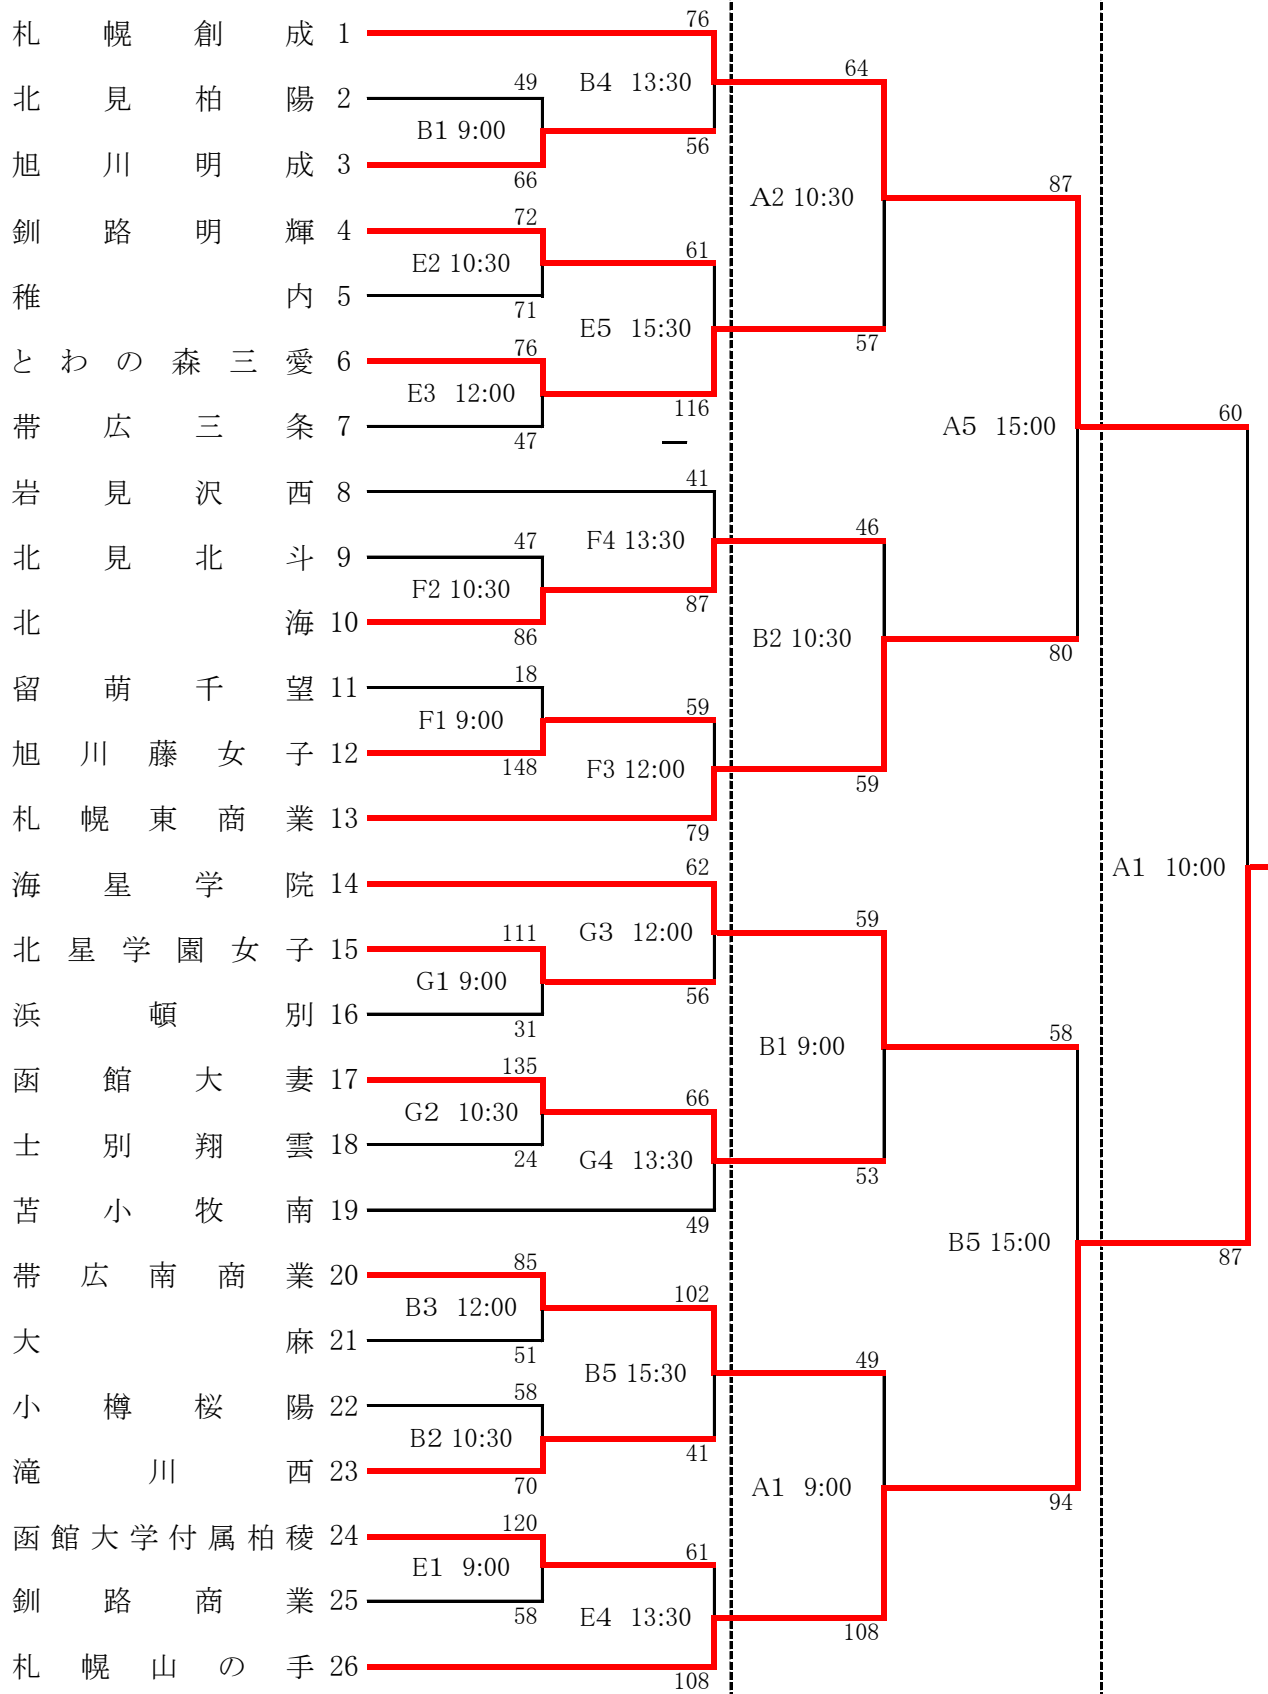 76
札幌創成 1
64
49
B4 13:30
北見柏陽 2
B1 9:00
56
旭川明成 3
66
87
A2 10:30
72
釧路明輝 4
61
E2 10:30
稚内 5
71
E5 15:30
57
76
とわの森三愛 6
E3 12:00
116
60
帯広三条 7
A5 15:00
47
—
41
岩見沢西 8
46
47
F4 13:30
北見北斗 9
F2 10:30
87
北海 10
86
B2 10:30
80
18
留萌千望 11
59
F1 9:00
旭川藤女子 12
148
F3 12:00
59
札幌東商業 13
79
62
A1 10:00
海星学院 14
59
111
G3 12:00
北星学園女子 15
G1 9:00
56
浜頓別 16
31
58
B1 9:00
135
函館大妻 17
66
G2 10:30
士別翔雲 18
24
G4 13:30
53
苫小牧南 19
49
B5 15:00
87
85
帯広南商業 20
102
B3 12:00
大麻 21
51
49
B5 15:30
58
小樽桜陽 22
B2 10:30
41
滝川西 23
70
A1 9:00
94
120
函館大学付属柏稜 24
61
E1 9:00
釧路商業 25
58
E4 13:30
108
札幌山の手 26
108